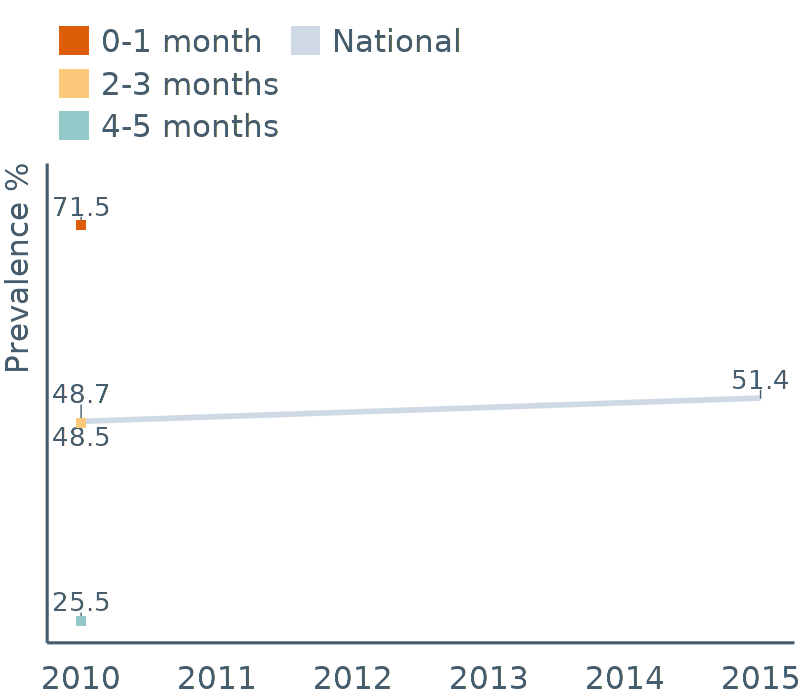 0-1 month
National
2-3 months
4-5 months
Prevalence %
71.5
48.7
51.4
48.5
25.5
2010 2011 2012 2013 2014 2015